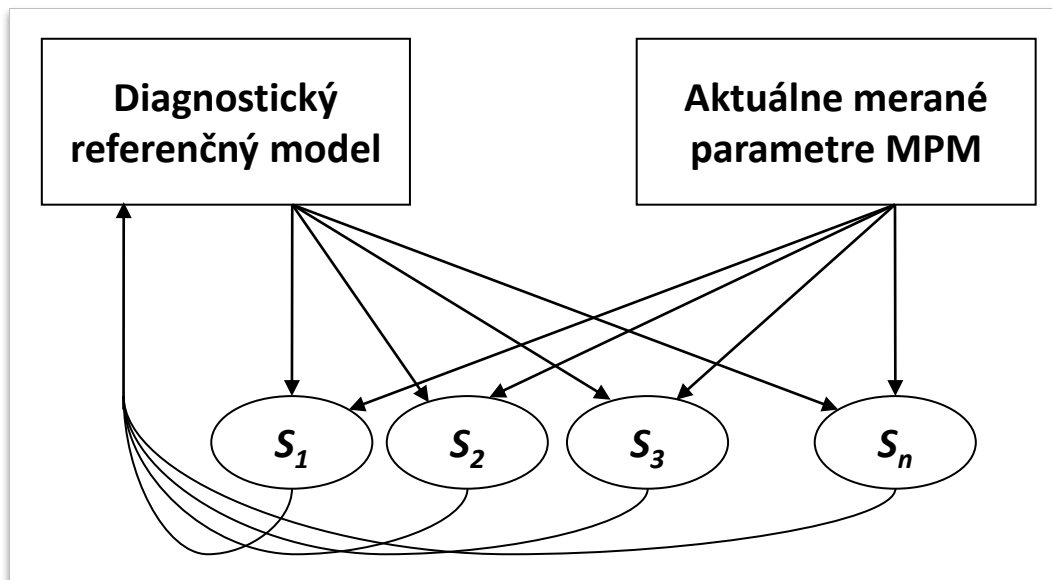 Diagnostický
referenčný model
Aktuálne merané
parametre MPM
S1
S2
S3
Sn